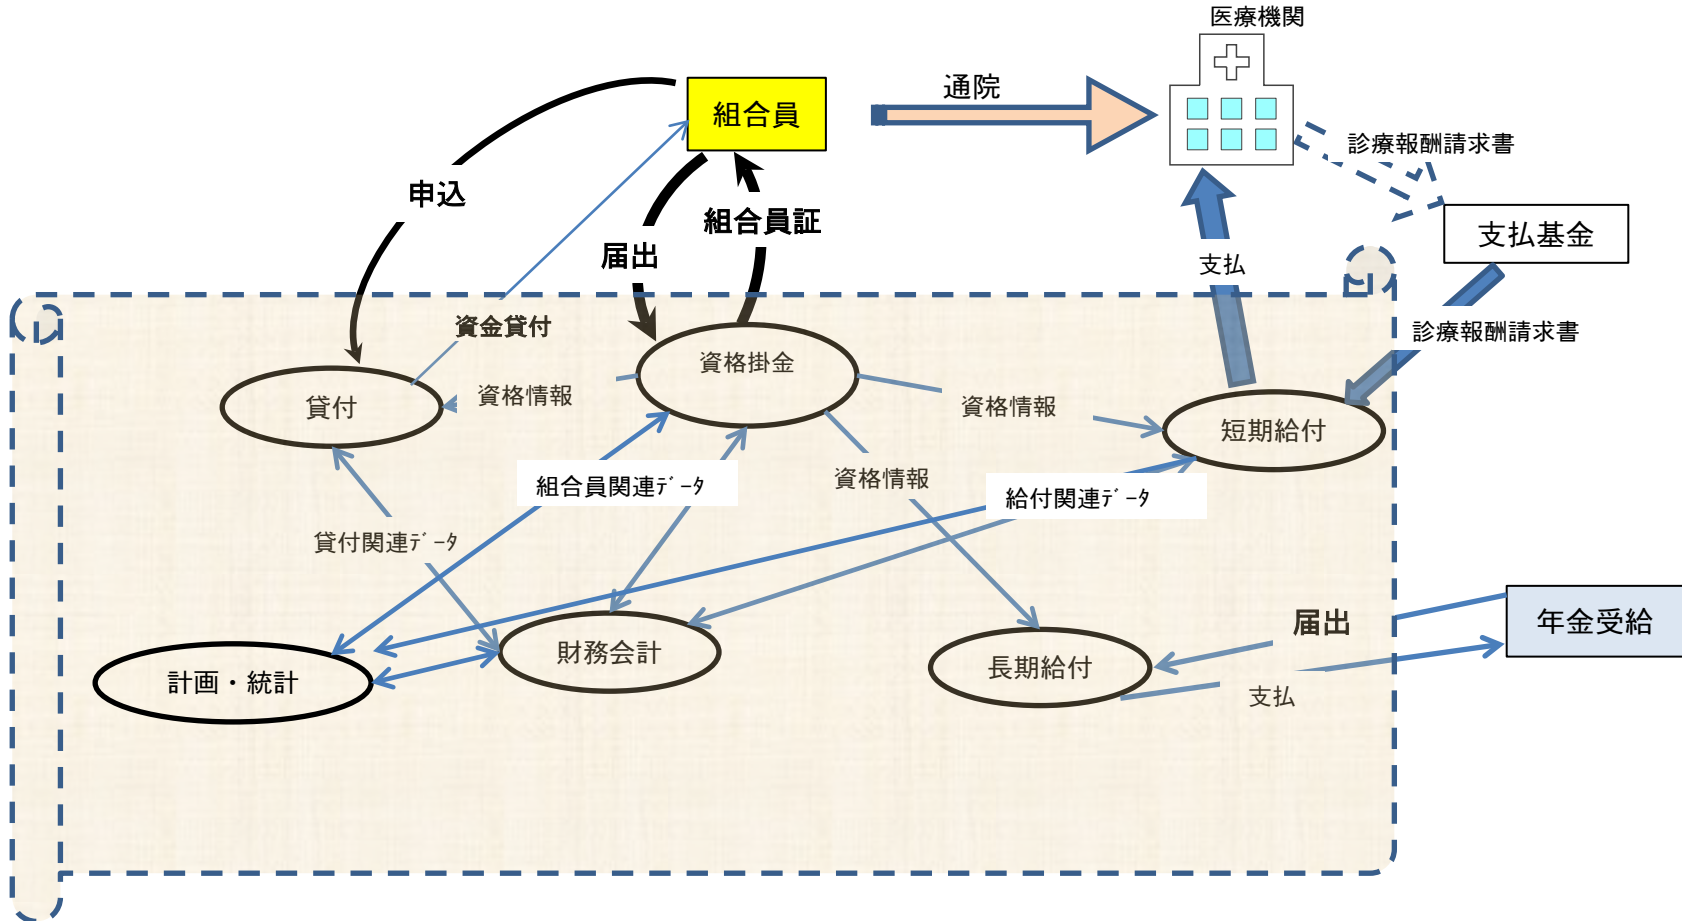 医療機関
通院
組合員
診療報酬請求書
申込
組合員証
支払基金
届出
支払
資金貸付
診療報酬請求書
資格掛金
資格情報
貸付
資格情報
短期給付
組合員関連ﾃﾞｰﾀ
資格情報
給付関連ﾃﾞｰﾀ
貸付関連ﾃﾞｰﾀ
届出
年金受給
財務会計
長期給付
計画・統計
支払